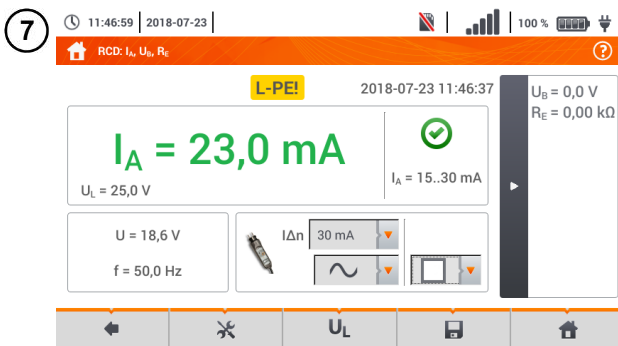 7
11:46:59 2018-07-23 100 %
RCD: IA, UB, RE ?
L-PE! 2018-07-23 11:46:37
UB = 0,0 V
RE = 0,00 kΩ
IA = 23,0 mA
IA = 15..30 mA
UL = 25,0 V
U = 18,6 V
f = 50,0 Hz
IΔn 30 mA
UL